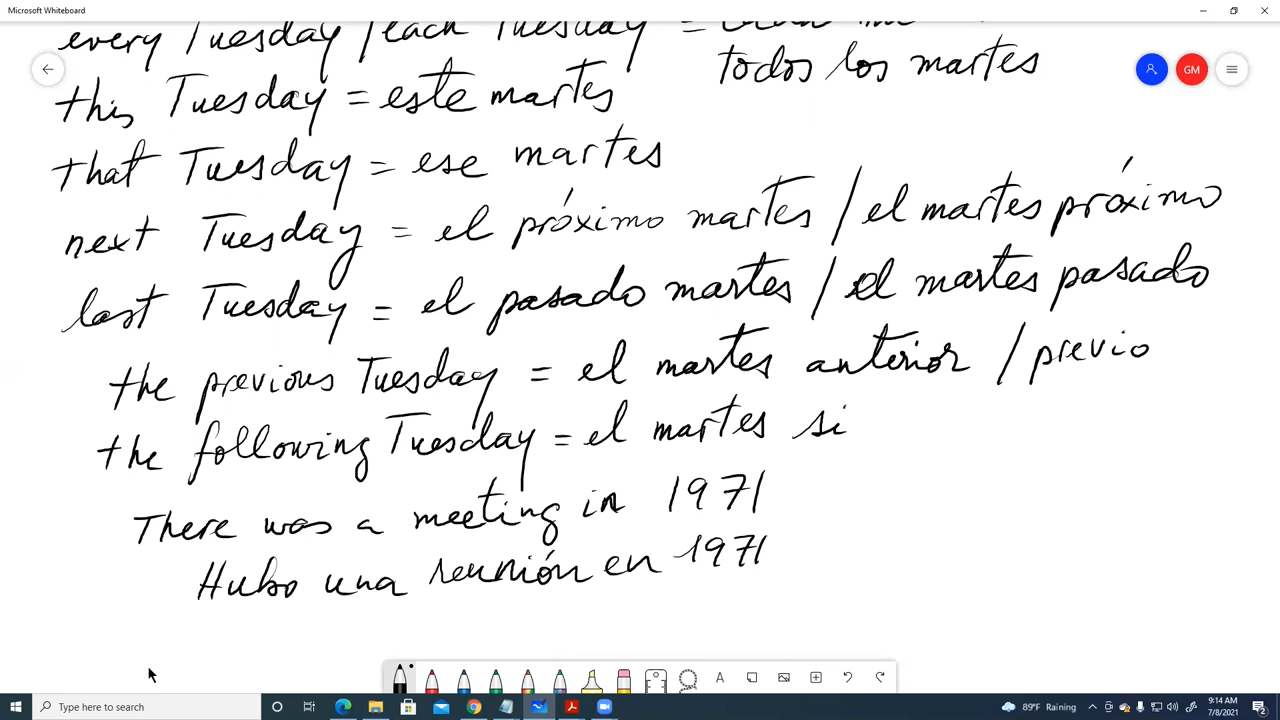 Microsoft Whiteboard
every Tuesday / each Tuesday =
todos los martes
GM
this Tuesday = este martes
that Tuesday = ese martes
next Tuesday = el próximo martes / el martes próximo
last Tuesday = el pasado martes / el martes pasado
the previous Tuesday = el martes anterior / previo
the following Tuesday = el martes si
There was a meeting in 1971
Hubo una reunión en 1971
Type here to search
89°F Raining
9:14 AM
7/8/2021